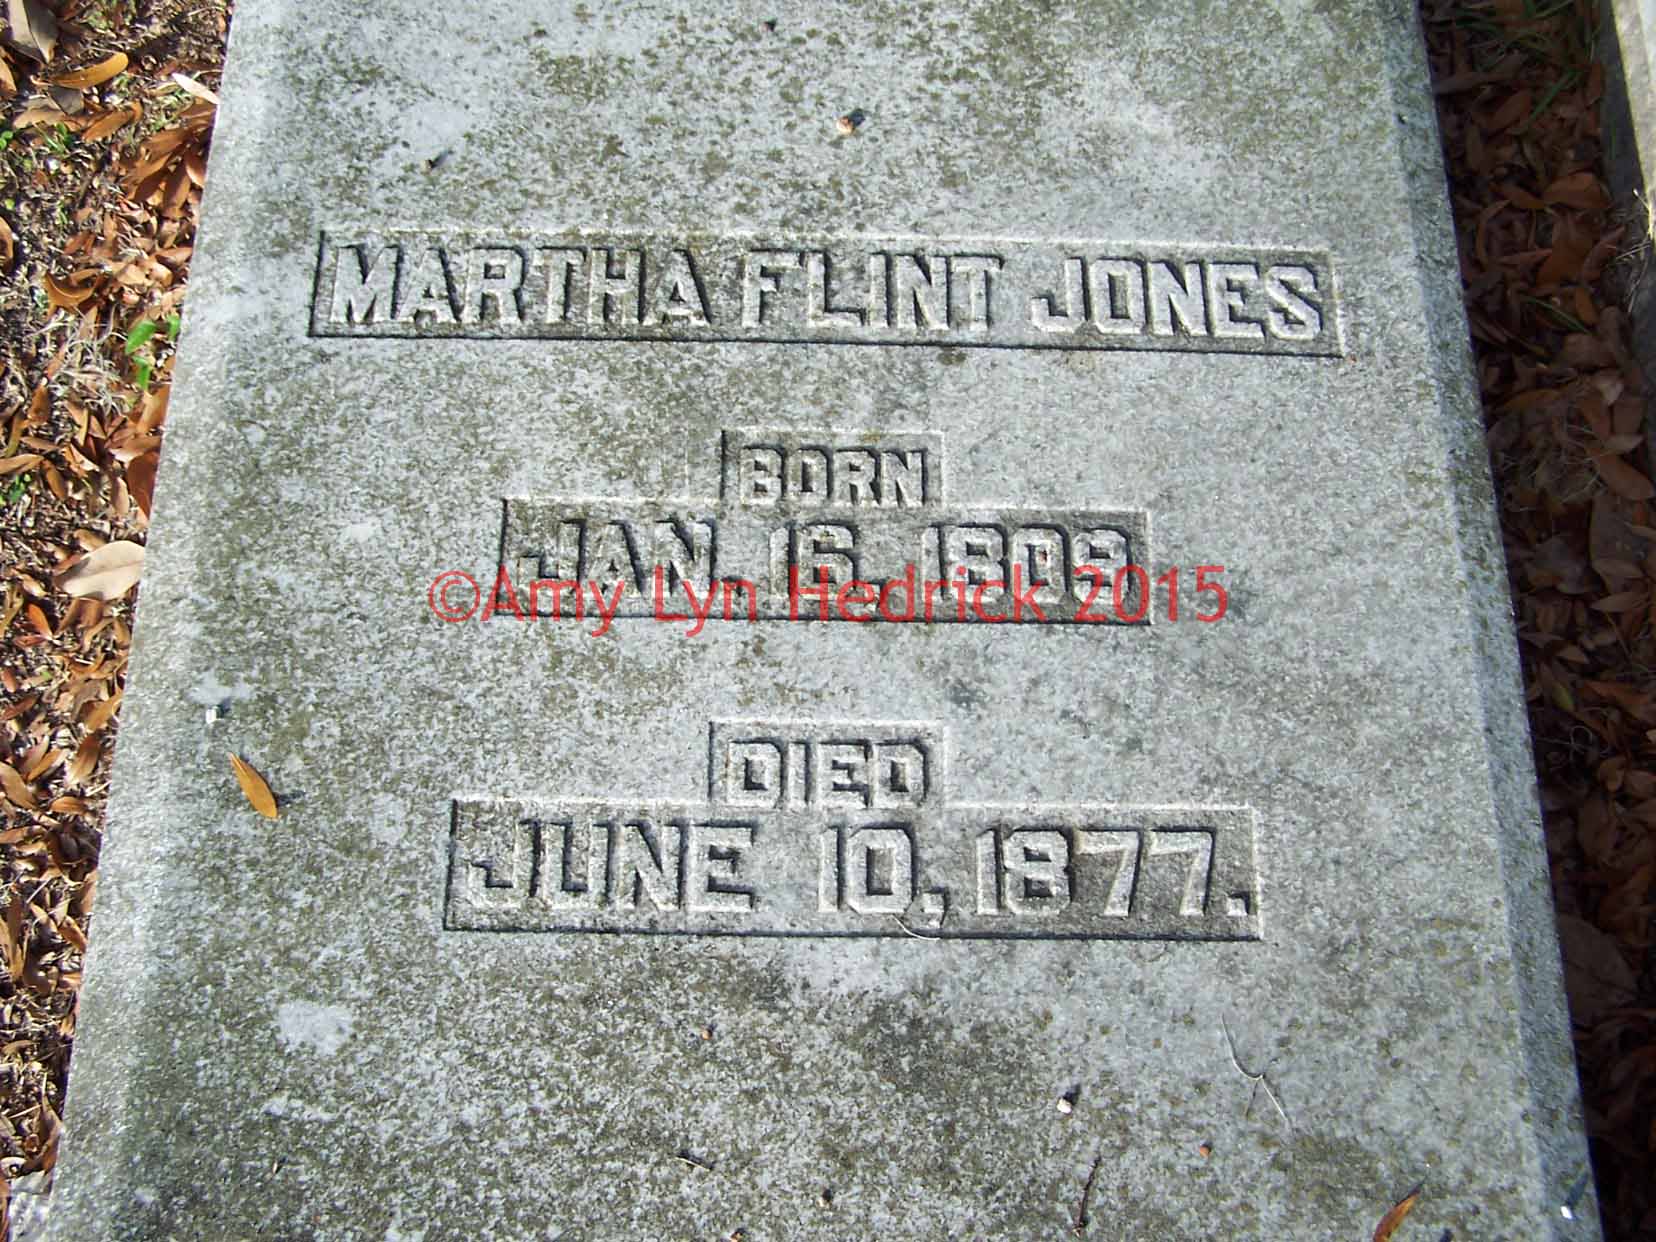 MARTHA FLINT JONES
BORN
JAN. 16, 1809
©Amy Lyn Hedrick 2015
DIED
JUNE 10, 1877.